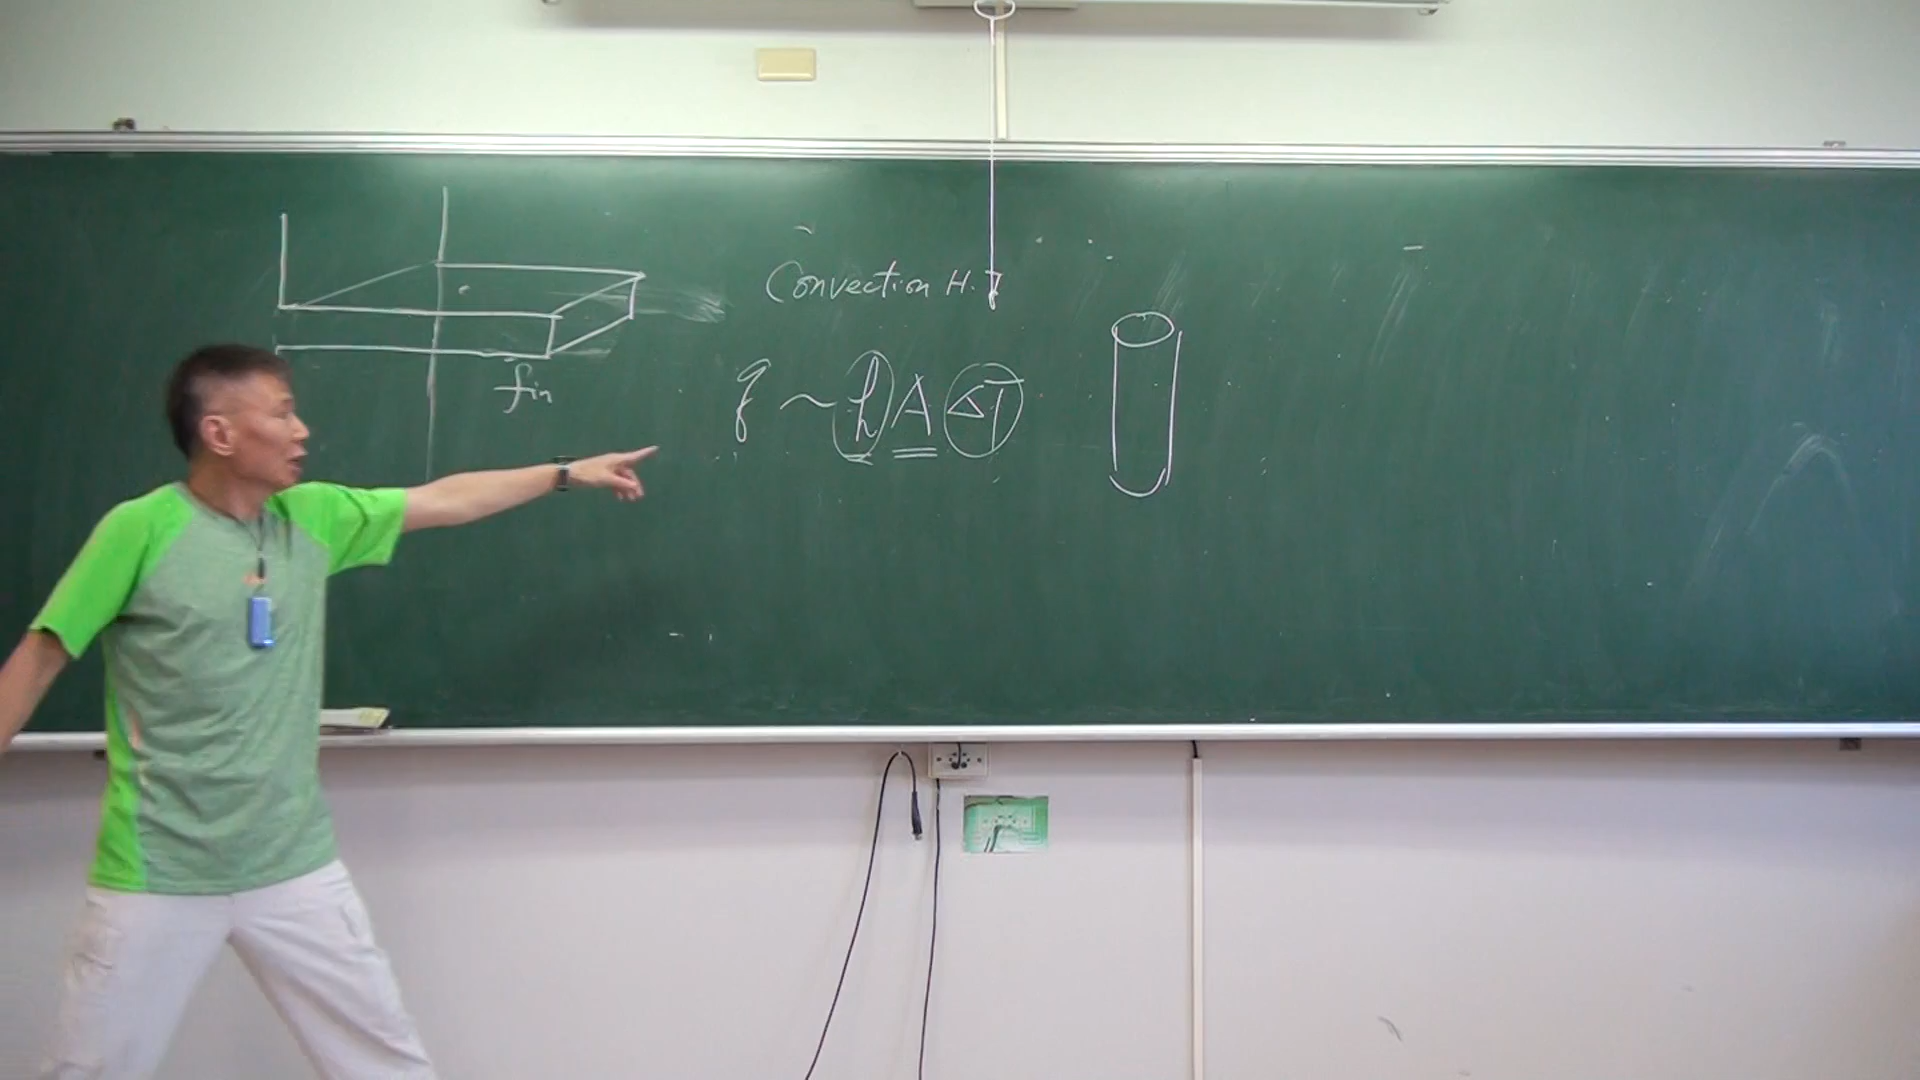 Convection H.T
q ~ h A ΔT
fin